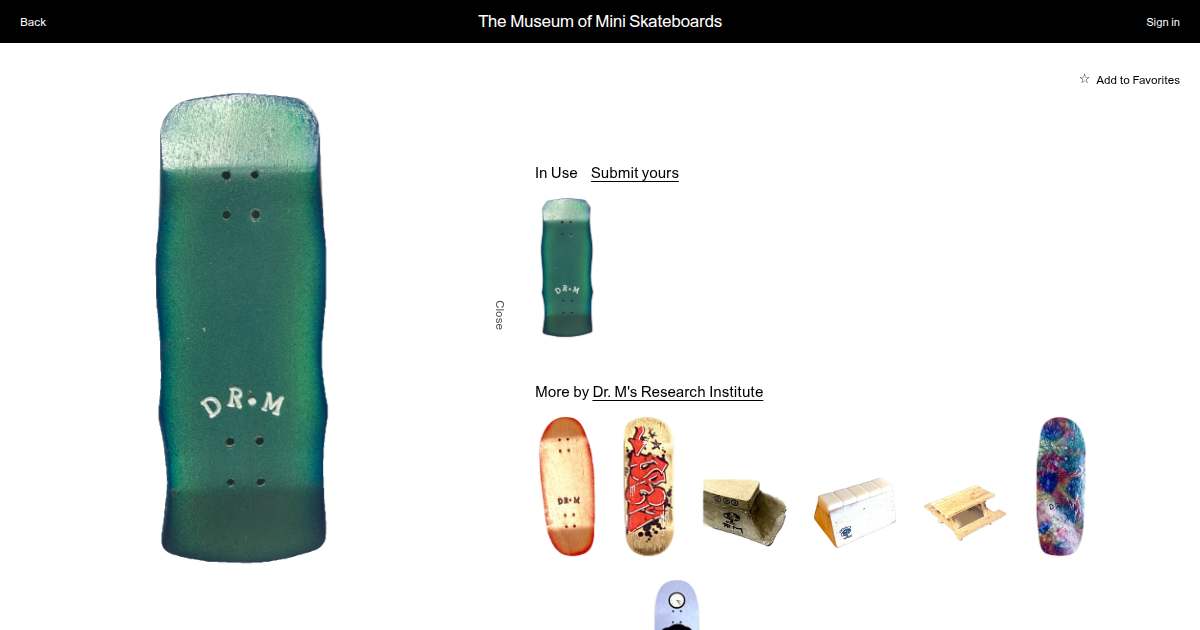 Back
The Museum of Mini Skateboards
Sign in
☆ Add to Favorites
In Use Submit yours
DR•M
DR•M
Close
More by Dr. M's Research Institute
DR•M